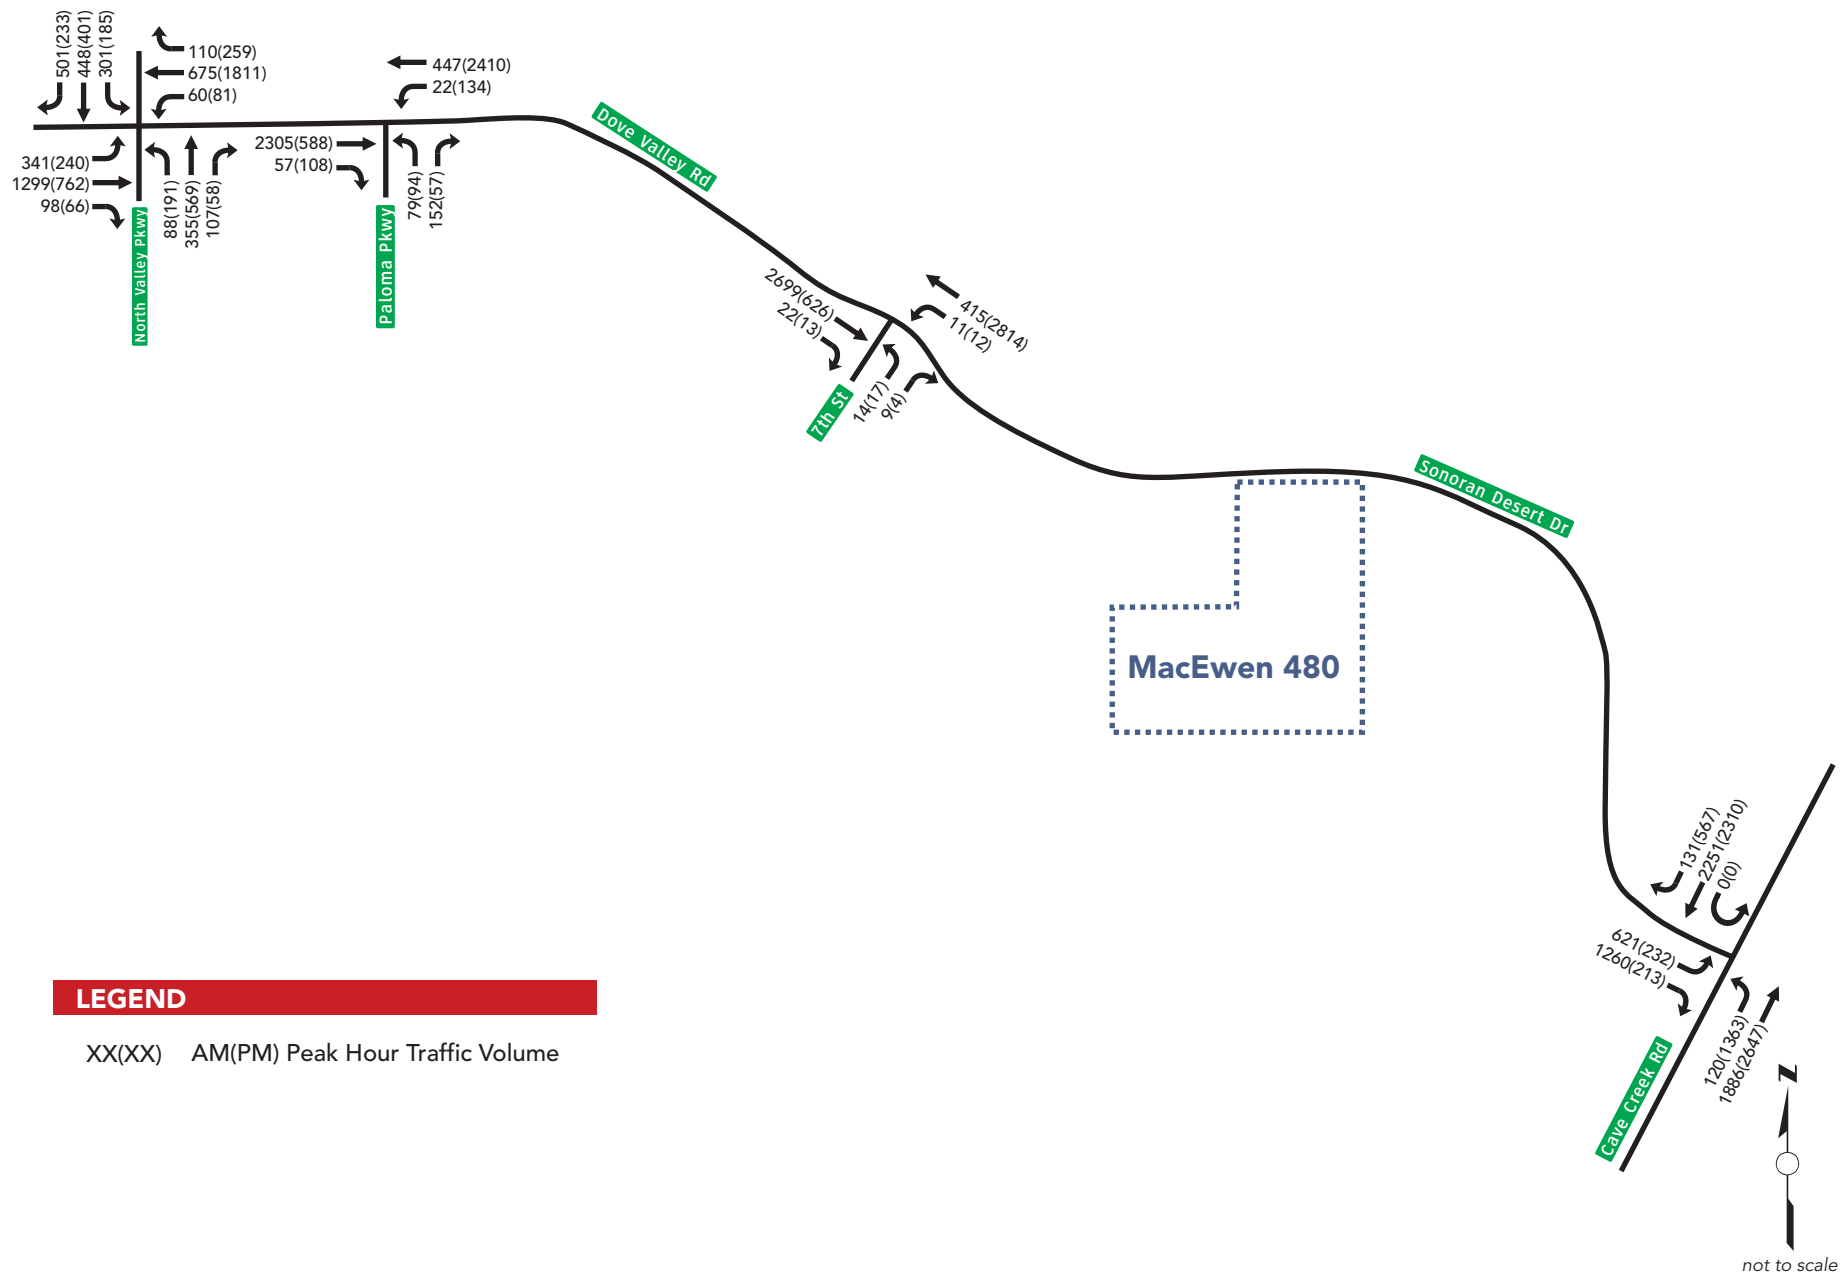 501(233)
448(401)
301(185)
110(259)
675(1811)
60(81)
341(240)
1299(762)
98(66)
88(191)
355(569)
107(58)
North Valley Pkwy
447(2410)
22(134)
2305(588)
57(108)
79(94)
152(57)
Paloma Pkwy
Dove Valley Rd
2699(626)
22(13)
415(2814)
11(12)
14(17)
9(4)
7th St
Sonoran Desert Dr
MacEwen 480
131(567)
2251(2310)
0(0)
621(232)
1260(213)
120(1363)
1886(2647)
Cave Creek Rd
LEGEND
XX(XX) AM(PM) Peak Hour Traffic Volume
N
not to scale